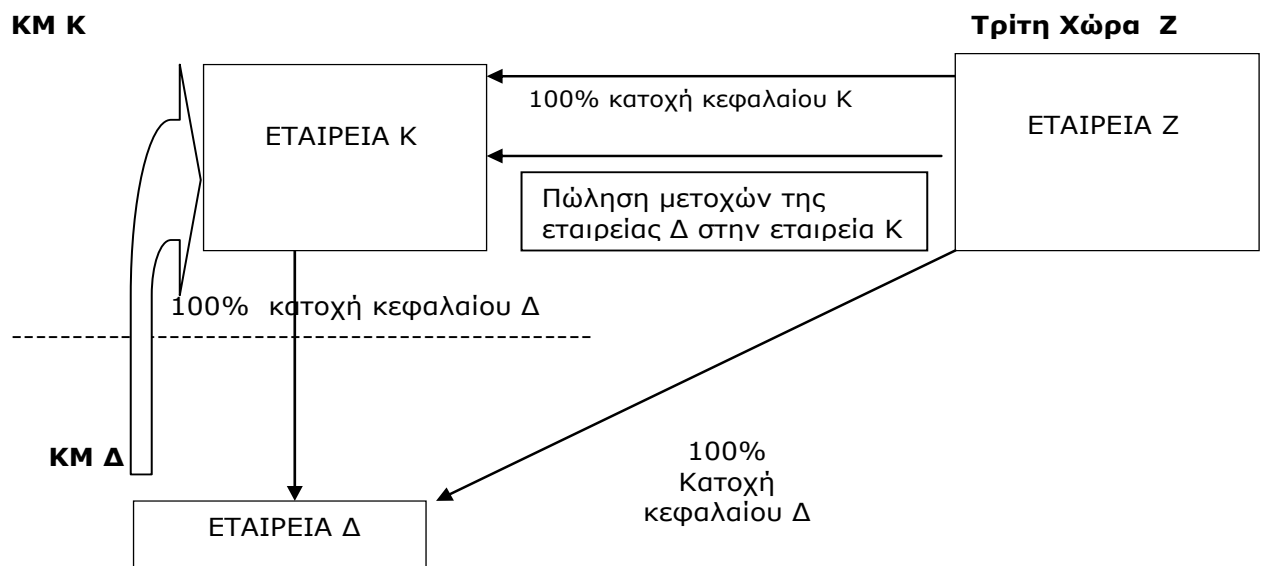 ΚΜ Κ
Τρίτη Χώρα Ζ
100% κατοχή κεφαλαίου Κ
ΕΤΑΙΡΕΙΑ Κ
ΕΤΑΙΡΕΙΑ Ζ
Πώληση μετοχών της
εταιρείας Δ στην εταιρεία Κ
100% κατοχή κεφαλαίου Δ
ΚΜ Δ
100%
Κατοχή
κεφαλαίου Δ
ΕΤΑΙΡΕΙΑ Δ